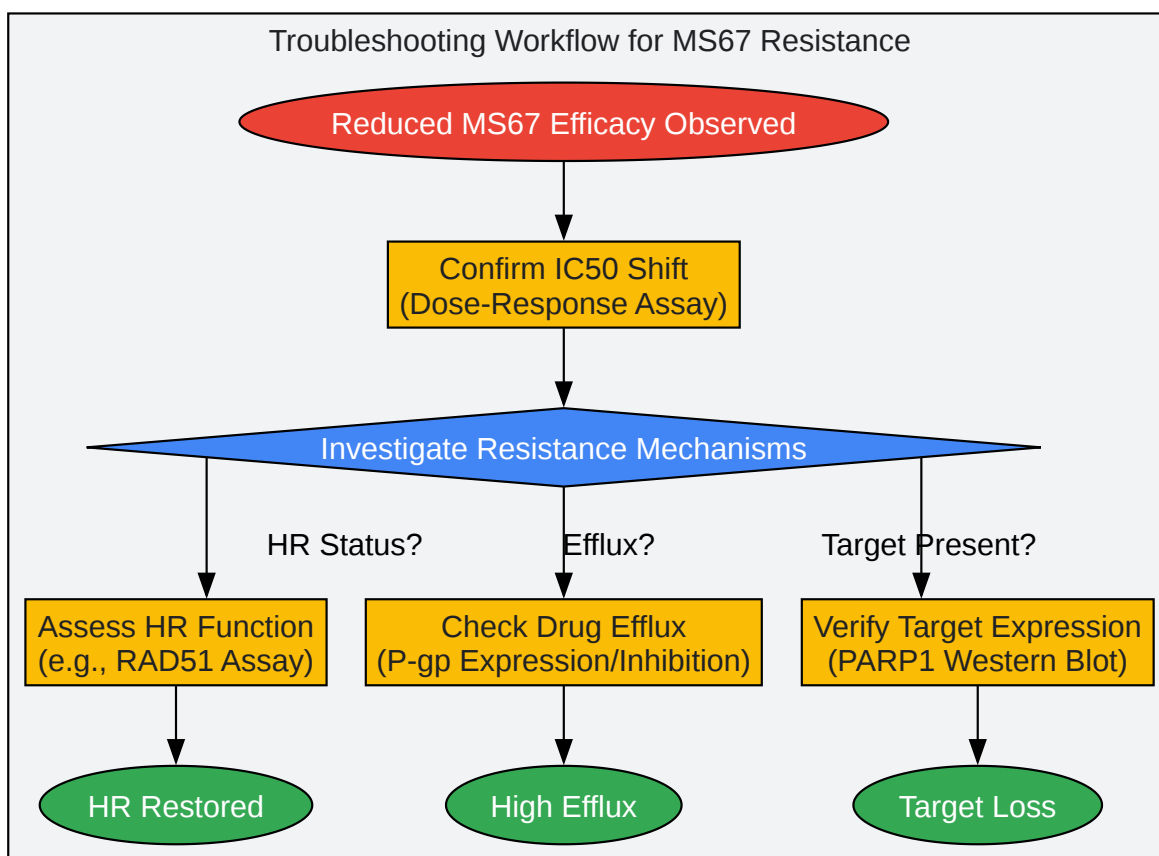 Troubleshooting Workflow for MS67 Resistance
Reduced MS67 Efficacy Observed
Confirm IC50 Shift
(Dose-Response Assay)
Investigate Resistance Mechanisms
HR Status?
Efflux?
Target Present?
Assess HR Function
(e.g., RAD51 Assay)
Check Drug Efflux
(P-gp Expression/Inhibition)
Verify Target Expression
(PARP1 Western Blot)
HR Restored
High Efflux
Target Loss